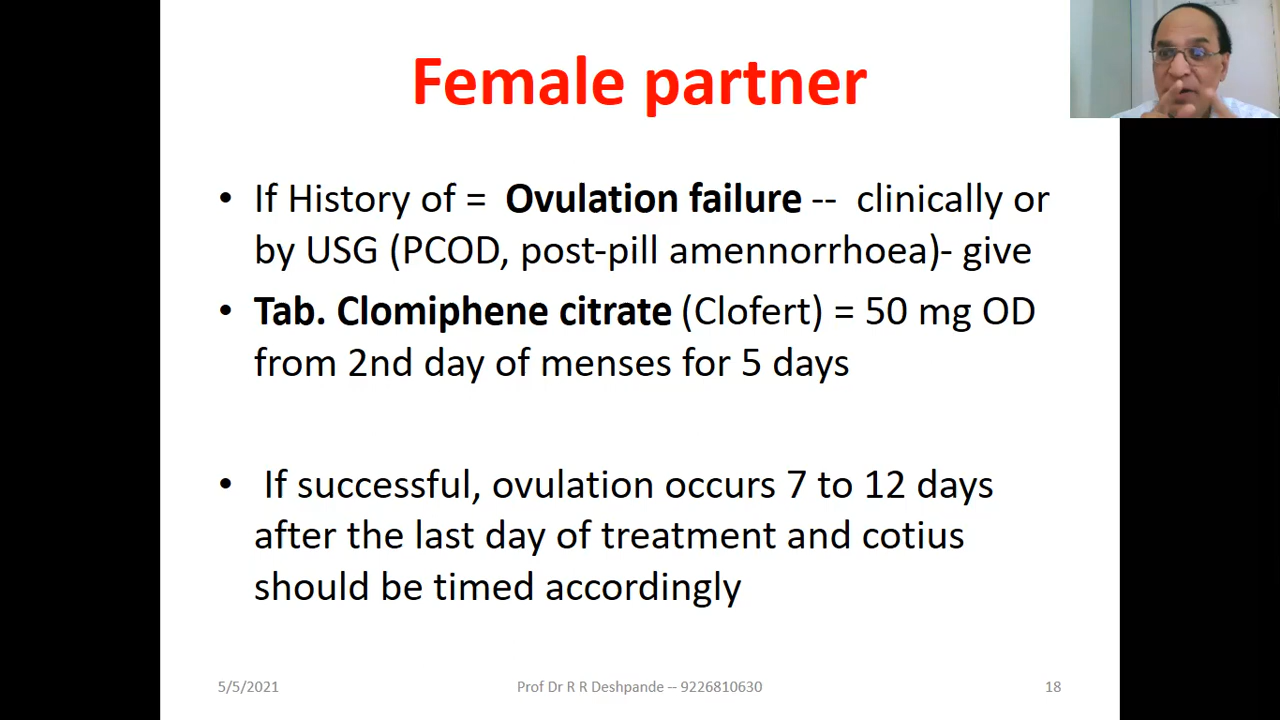 Female partner
• If History of = Ovulation failure -- clinically or
by USG (PCOD, post-pill amennorrhoea)- give
• Tab. Clomiphene citrate (Clofert) = 50 mg OD
from 2nd day of menses for 5 days
• If successful, ovulation occurs 7 to 12 days
after the last day of treatment and cotius
should be timed accordingly
5/5/2021 Prof Dr R R Deshpande -- 9226810630 18